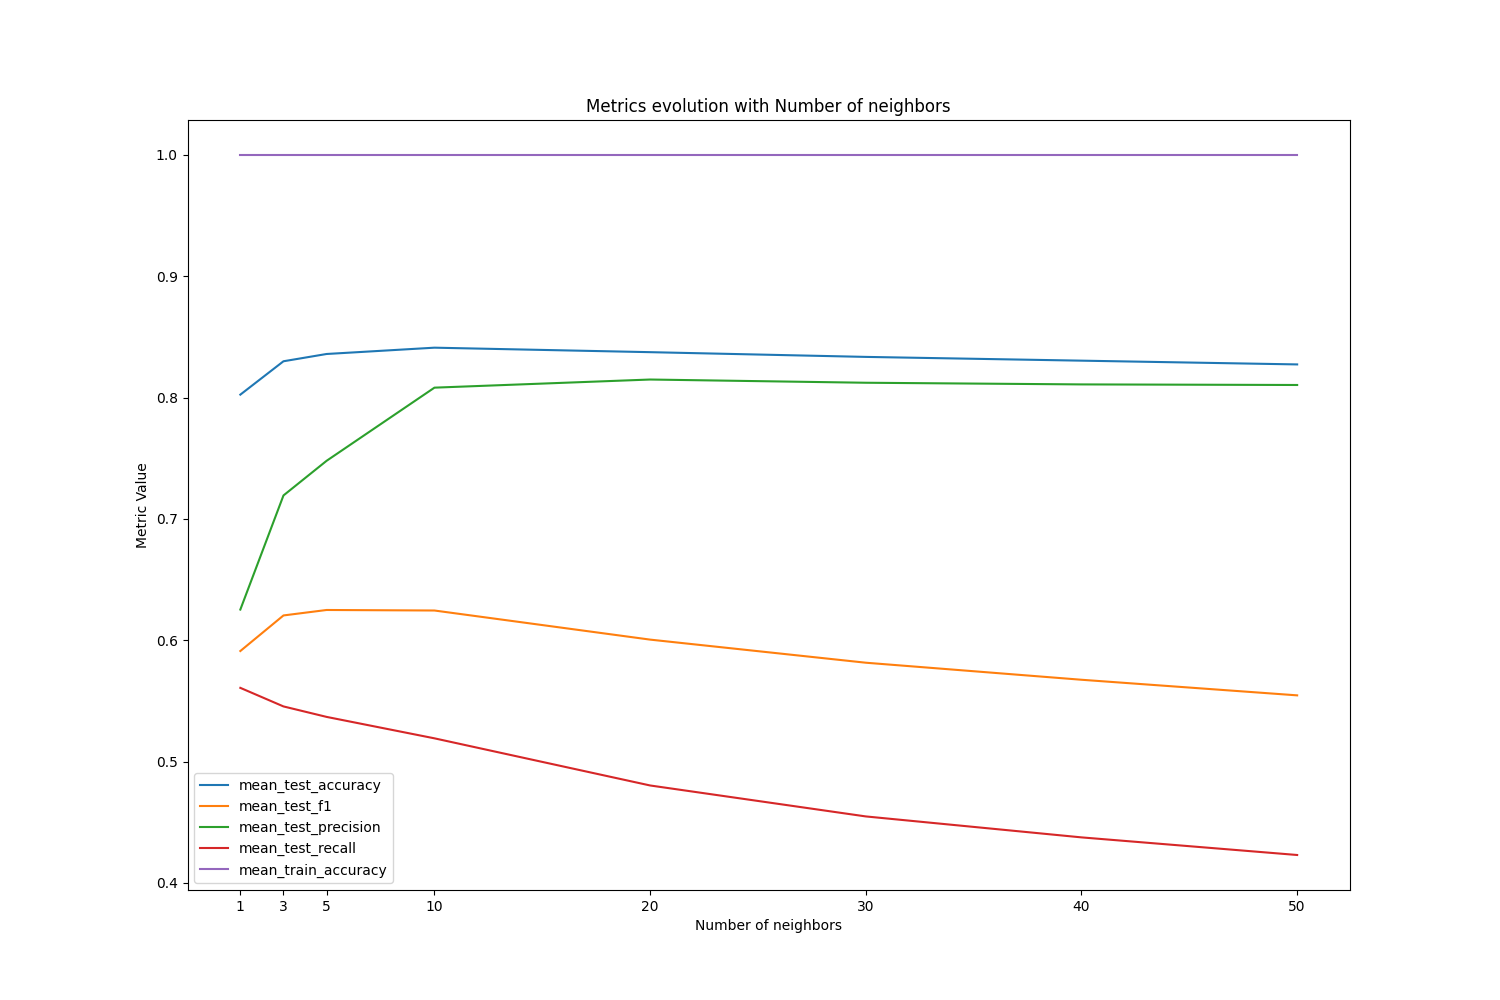 Metrics evolution with Number of neighbors
Metric Value
1.0
0.9
0.8
0.7
0.6
0.5
0.4
mean_test_accuracy
mean_test_f1
mean_test_precision
mean_test_recall
mean_train_accuracy
1 3 5 10 20 30 40 50
Number of neighbors